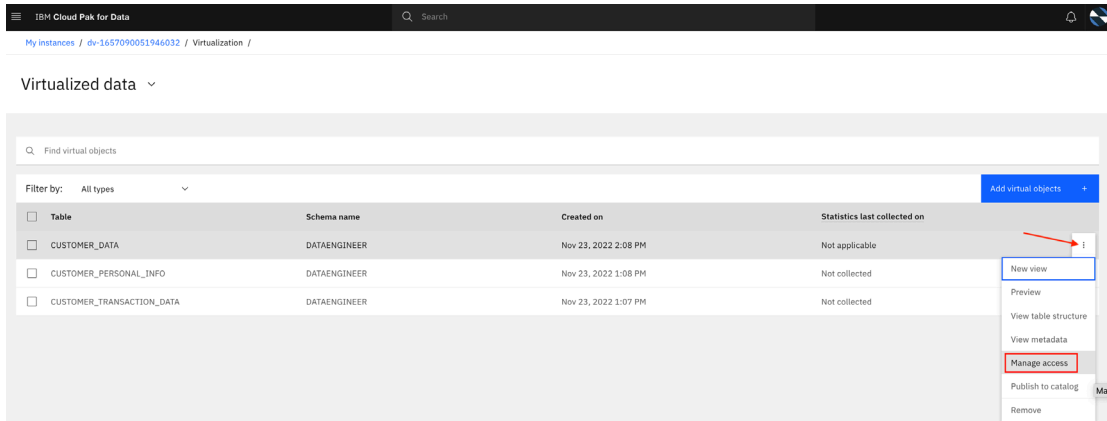 IBM Cloud Pak for Data
Search
My instances / dv-1657090051946032 / Virtualization /
Virtualized data
Find virtual objects
Filter by: All types
Add virtual objects +
Table Schema name Created on Statistics last collected on
CUSTOMER_DATA DATAENGINEER Nov 23, 2022 2:08 PM Not applicable
CUSTOMER_PERSONAL_INFO DATAENGINEER Nov 23, 2022 1:08 PM Not collected
CUSTOMER_TRANSACTION_DATA DATAENGINEER Nov 23, 2022 1:07 PM Not collected
New view
Preview
View table structure
View metadata
Manage access
Publish to catalog
Ma
Remove